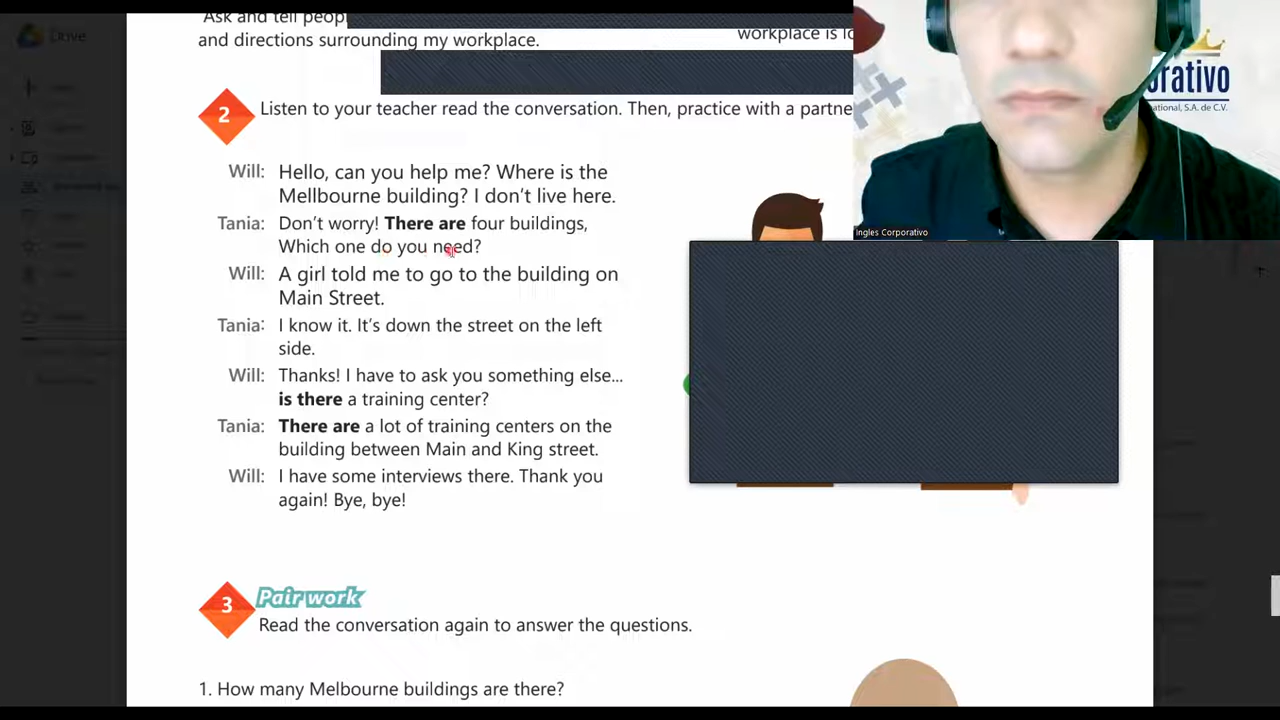 Drive
Ask and tell peop
and directions surrounding my workplace.
workplace is lo
2 Listen to your teacher read the conversation. Then, practice with a partne
Will: Hello, can you help me? Where is the
Mellbourne building? I don't live here.
Tania: Don't worry! There are four buildings,
Which one do you need?
Will: A girl told me to go to the building on
Main Street.
Tania: I know it. It's down the street on the left
side.
Will: Thanks! I have to ask you something else...
is there a training center?
Tania: There are a lot of training centers on the
building between Main and King street.
Will: I have some interviews there. Thank you
again! Bye, bye!
3 Pair work
Read the conversation again to answer the questions.
1. How many Melbourne buildings are there?
orativo
national, S.A. de C.V.
Ingles Corporativo